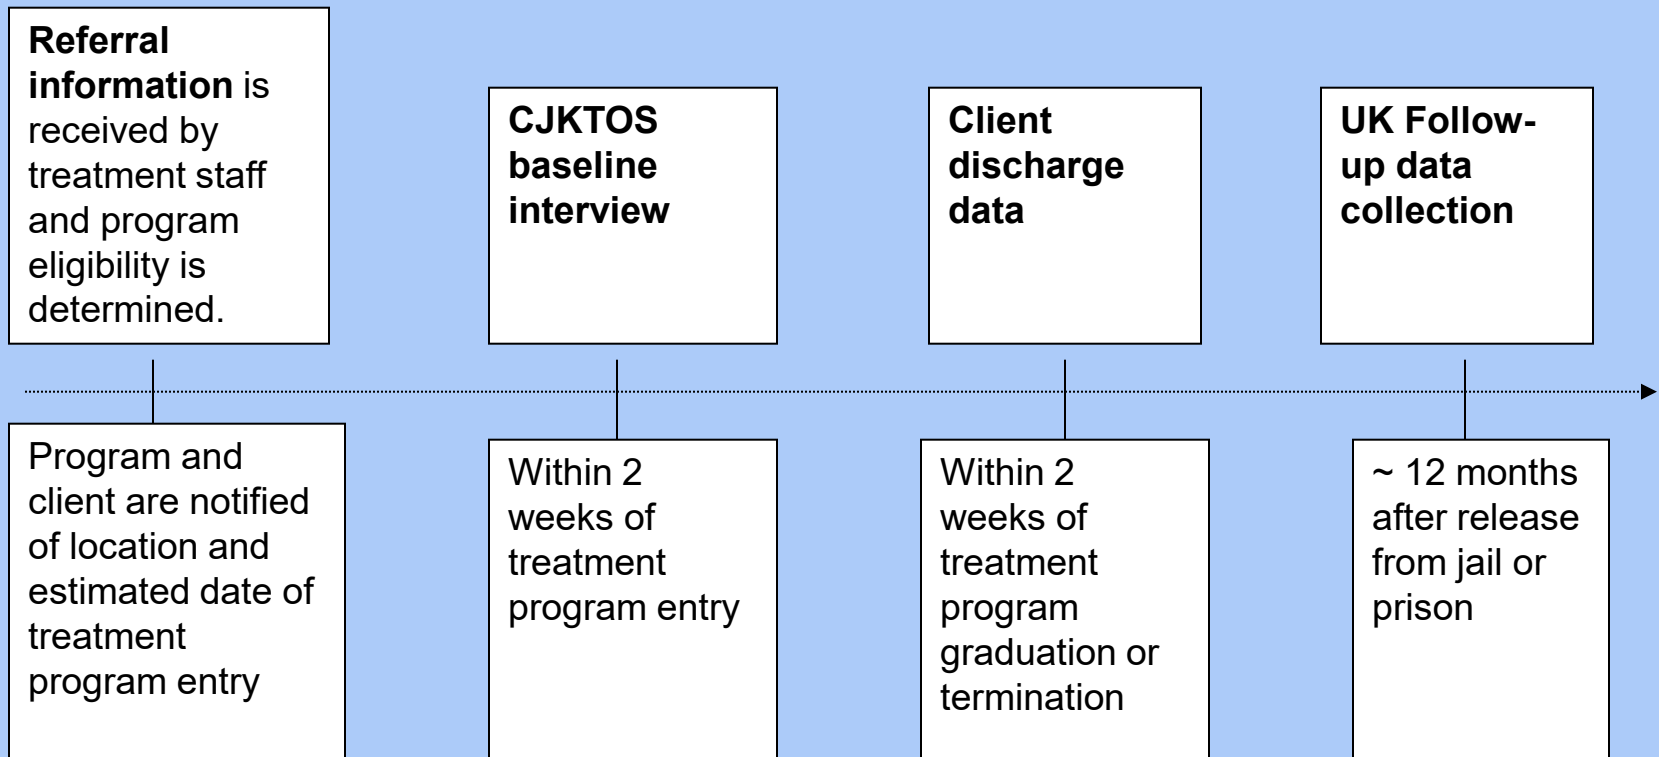 Referral
information is
received by
treatment staff
and program
eligibility is
determined.
CJKTOS
baseline
interview
Client
discharge
data
UK Follow-
up data
collection
Program and
client are notified
of location and
estimated date of
treatment
program entry
Within 2
weeks of
treatment
program entry
Within 2
weeks of
treatment
program
graduation or
termination
~ 12 months
after release
from jail or
prison